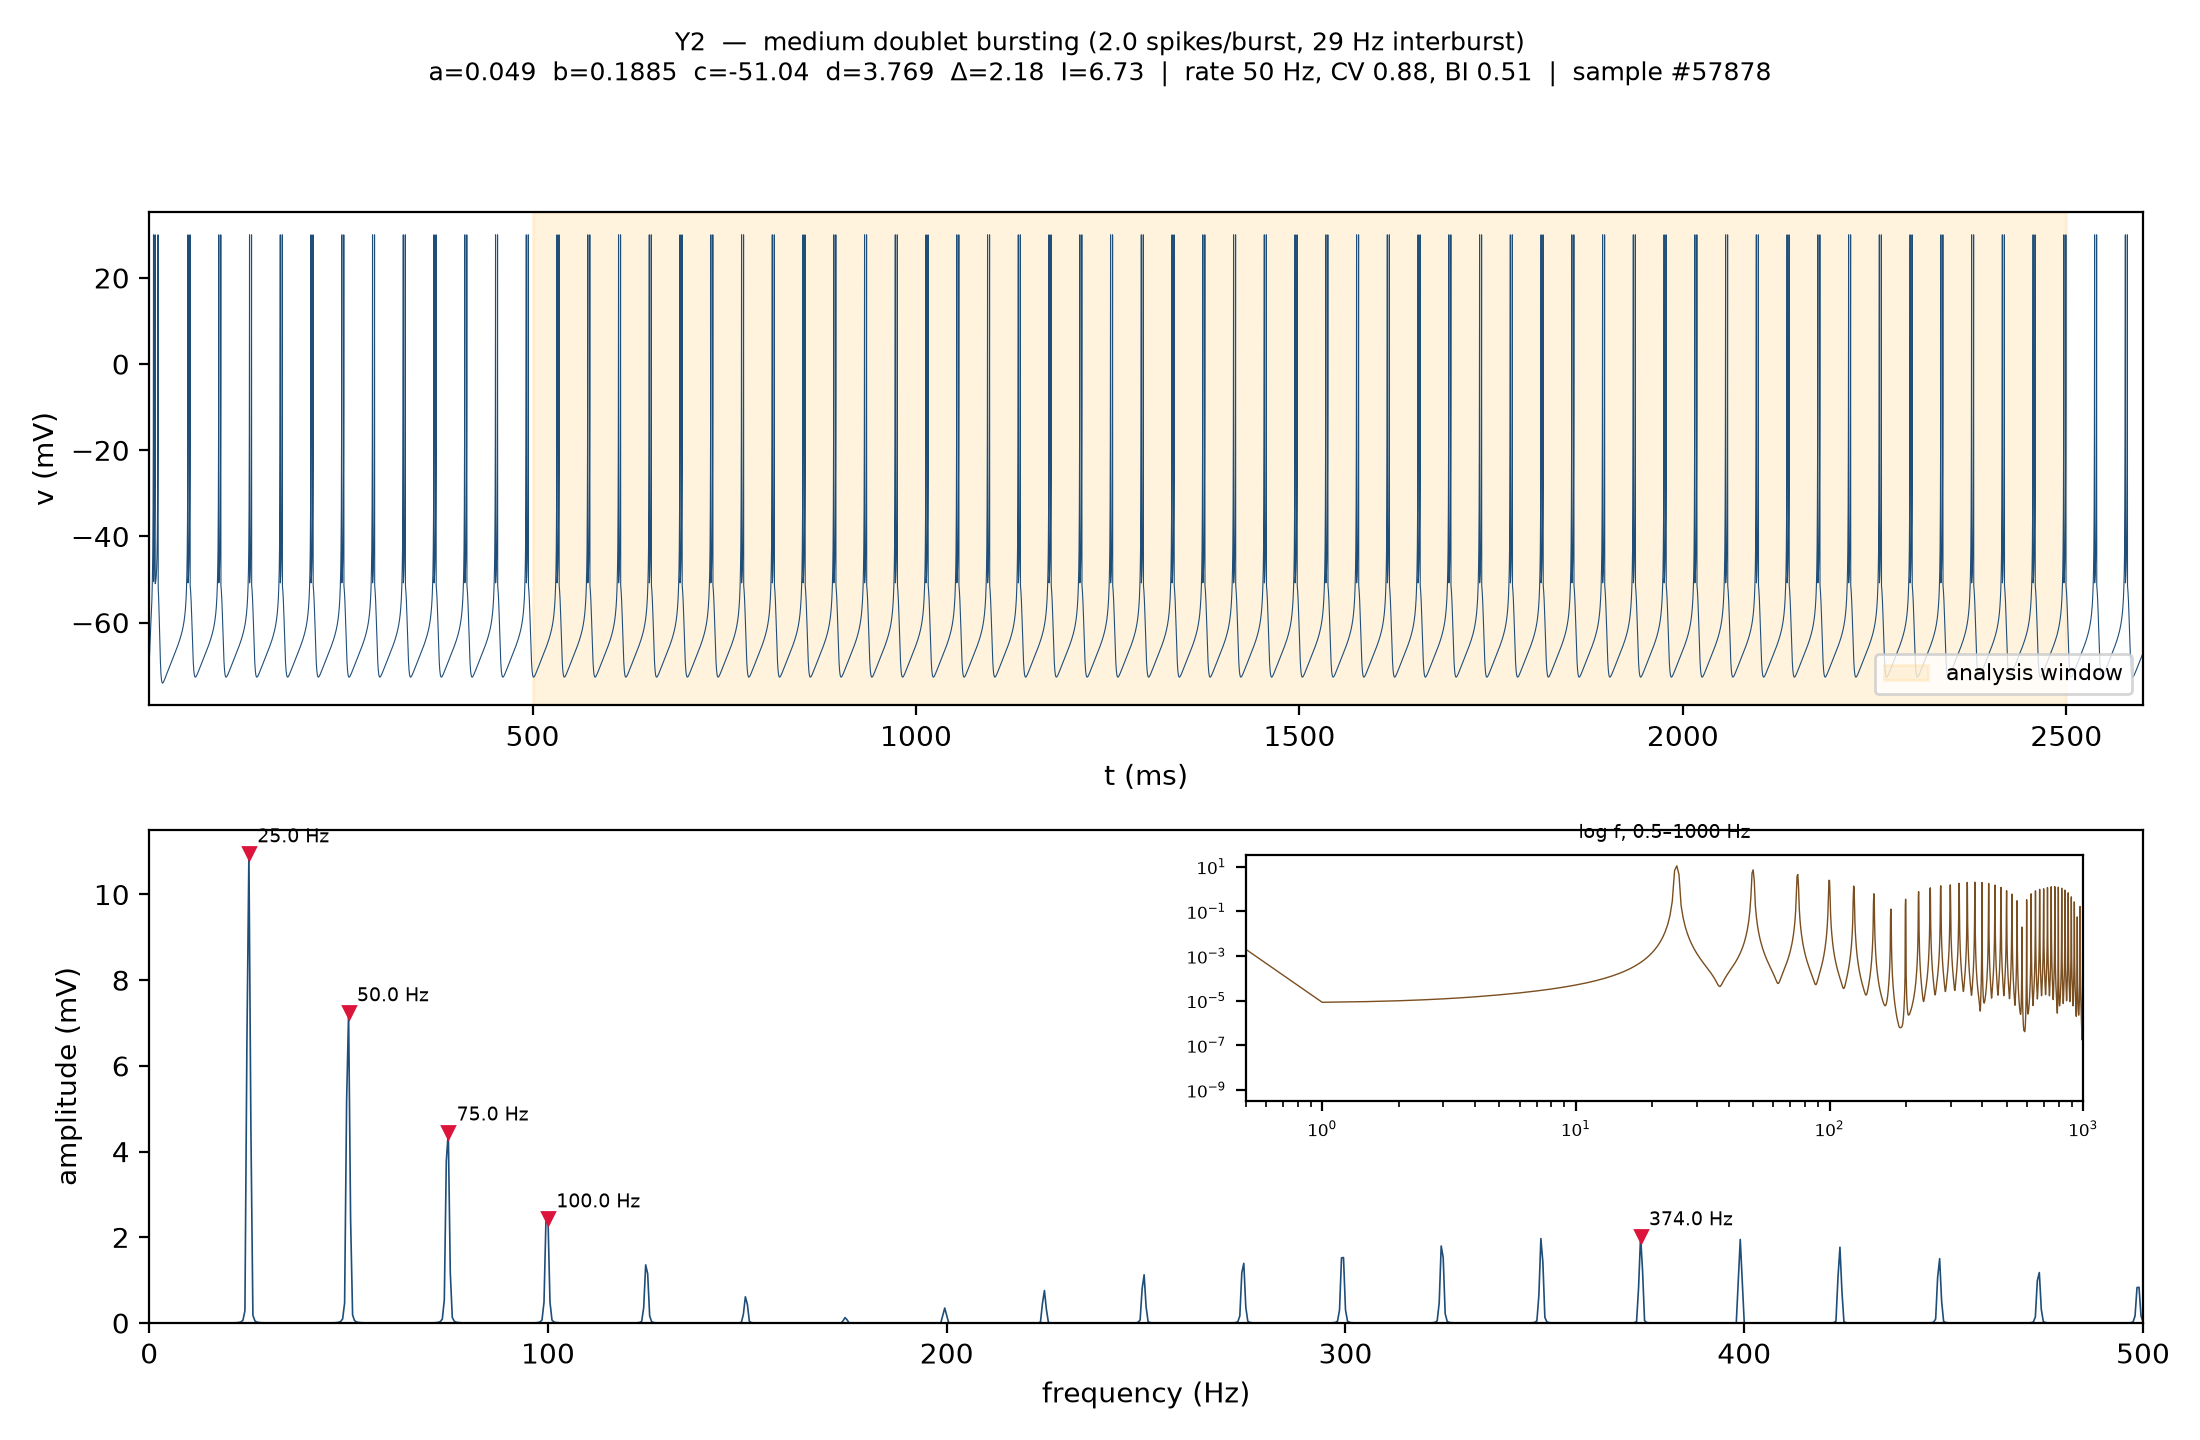 Y2 — medium doublet bursting (2.0 spikes/burst, 29 Hz interburst)
a=0.049 b=0.1885 c=-51.04 d=3.769 Δ=2.18 I=6.73 | rate 50 Hz, CV 0.88, BI 0.51 | sample #57878
20
0
−20
−40
−60
v (mV)
analysis window
500
1000
1500
2000
2500
t (ms)
10
8
6
4
2
0
amplitude (mV)
25.0 Hz
50.0 Hz
75.0 Hz
100.0 Hz
374.0 Hz
log f, 0.5–1000 Hz
10¹
10⁻¹
10⁻³
10⁻⁵
10⁻⁷
10⁻⁹
10⁰
10¹
10²
10³
0
100
200
300
400
500
frequency (Hz)